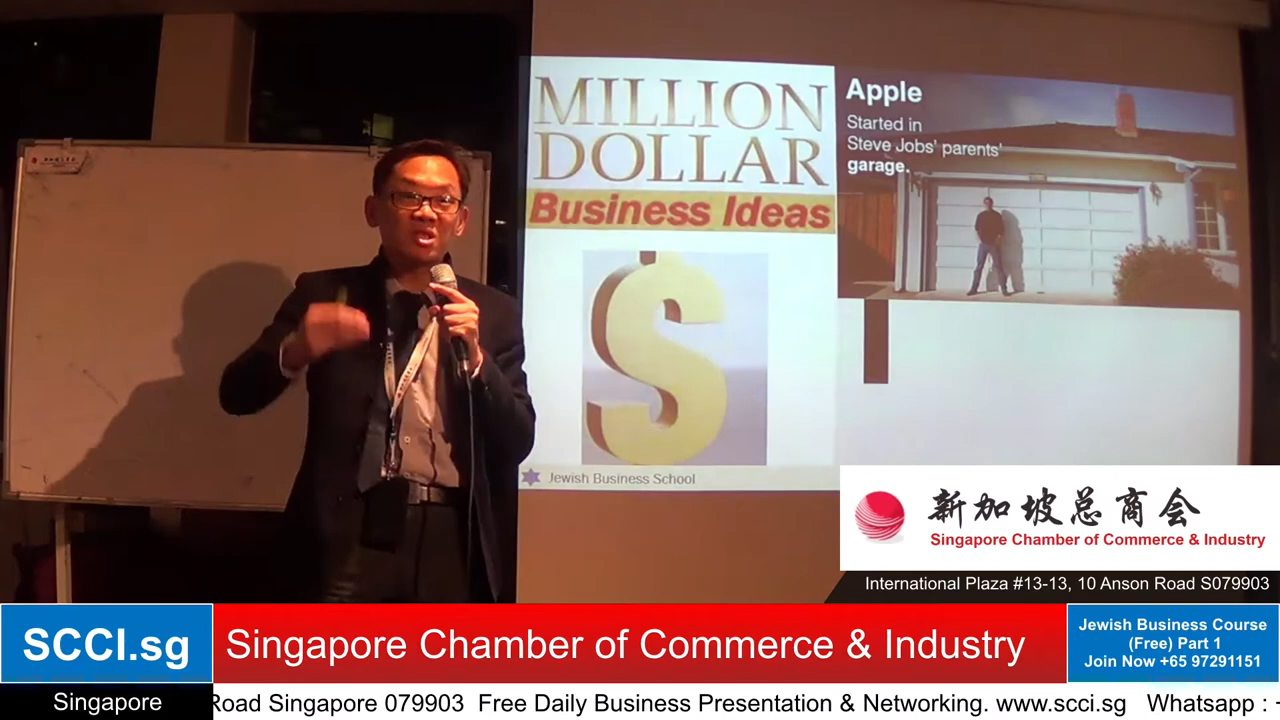 MILLION
DOLLAR
Business Ideas
Jewish Business School
Apple
Started in
Steve Jobs' parents'
garage.
新加坡总商会
Singapore Chamber of Commerce & Industry
International Plaza #13-13, 10 Anson Road S079903
SCCI.sg
Singapore Chamber of Commerce & Industry
Jewish Business Course
(Free) Part 1
Join Now +65 97291151
Singapore
Road Singapore 079903 Free Daily Business Presentation & Networking. www.scci.sg Whatsapp :